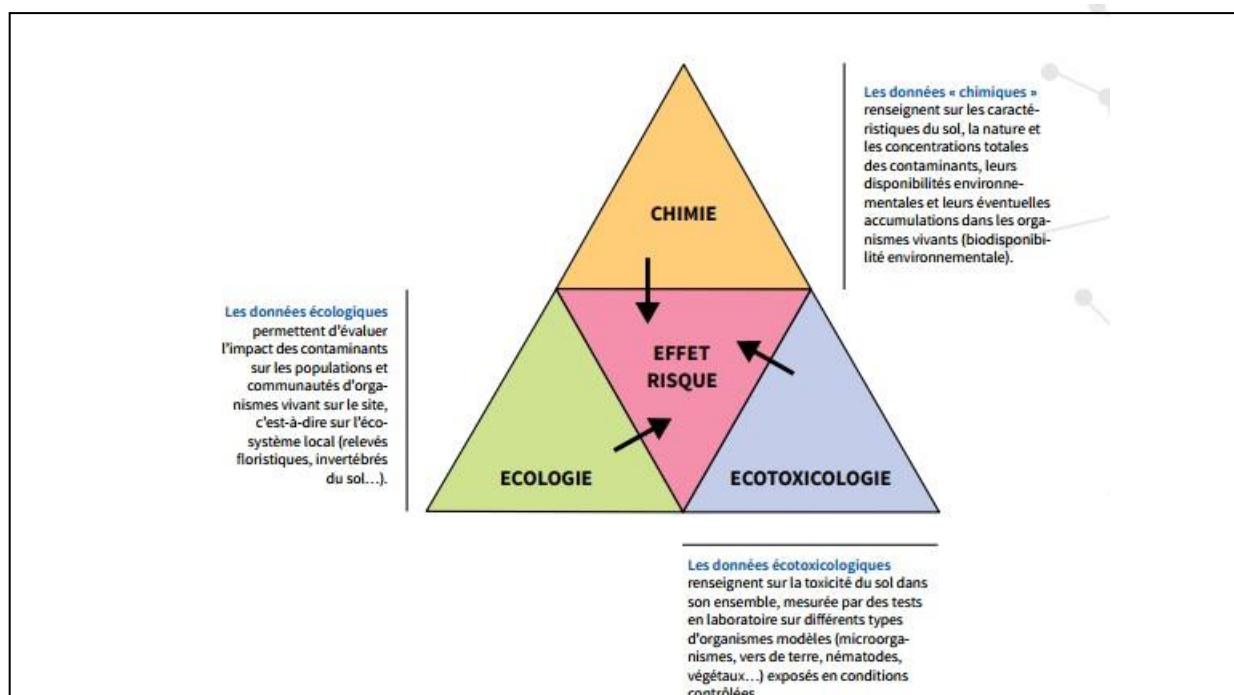 Les données « chimiques »
renseignent sur les caracté-
ristiques du sol, la nature et
les concentrations totales
des contaminants, leurs
disponibilités environne-
mentales et leurs éventuelles
accumulations dans les orga-
nismes vivants (biodisponibi-
lité environnementale).
CHIMIE
Les données écologiques
permettent d'évaluer
l'impact des contaminants
sur les populations et
communautés d'orga-
nismes vivant sur le site,
c'est-à-dire sur l'éco-
système local (relevés
floristiques, invertébrés
du sol...).
EFFET
RISQUE
ECOLOGIE
ECOTOXICOLOGIE
Les données écotoxicologiques
renseignent sur la toxicité du sol dans
son ensemble, mesurée par des tests
en laboratoire sur différents types
d'organismes modèles (microorga-
nismes, vers de terre, nématodes,
végétaux...) exposés en conditions
contrôlées